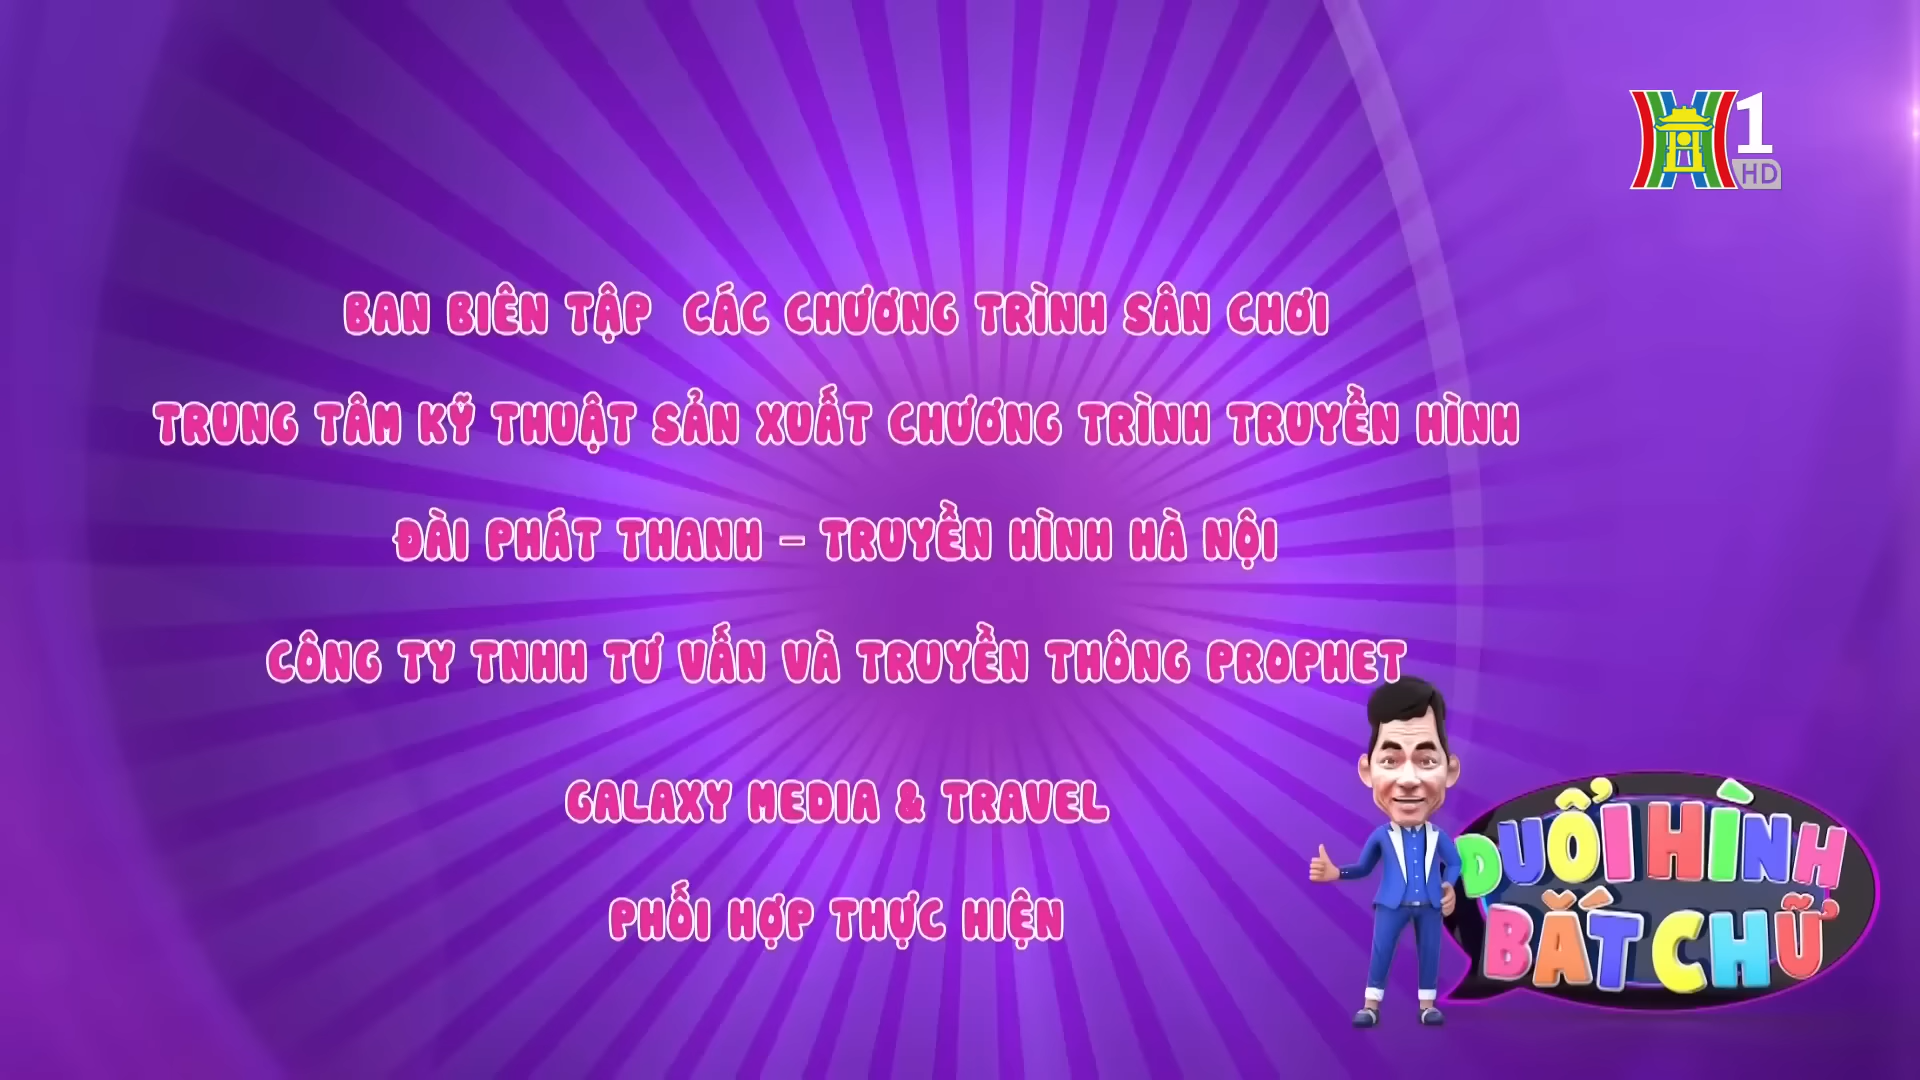 1
HD
BAN BIÊN TẬP CÁC CHƯƠNG TRÌNH SÂN CHƠI
TRUNG TÂM KỸ THUẬT SẢN XUẤT CHƯƠNG TRÌNH TRUYỀN HÌNH
ĐÀI PHÁT THANH – TRUYỀN HÌNH HÀ NỘI
CÔNG TY TNHH TƯ VẤN VÀ TRUYỀN THÔNG PROPHET
GALAXY MEDIA & TRAVEL
PHỐI HỢP THỰC HIỆN
ĐUỔI HÌNH
BẮT CHỮ